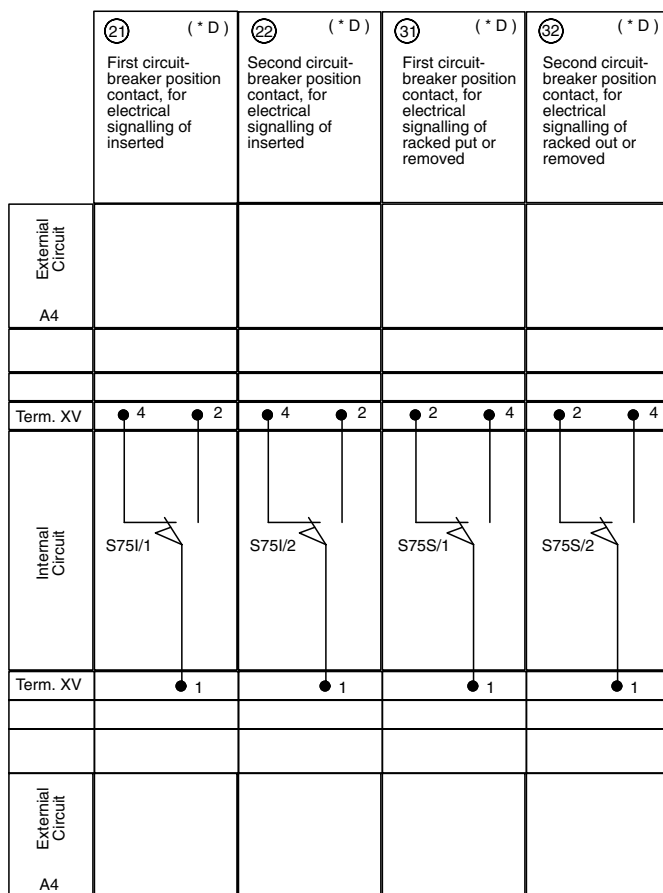 21 ( * D )
First circuit-
breaker position
contact, for
electrical
signalling of
inserted
22 ( * D )
Second circuit-
breaker position
contact, for
electrical
signalling of
inserted
31 ( * D )
First circuit-
breaker position
contact, for
electrical
signalling of
racked put or
removed
32 ( * D )
Second circuit-
breaker position
contact, for
electrical
signalling of
racked out or
removed
Externial
Circuit
A4
Term. XV 4 2 4 2 2 4 2 4
Internal
Circuit
S75I/1 S75I/2 S75S/1 S75S/2
Term. XV 1 1 1 1
Externial
Circuit
A4